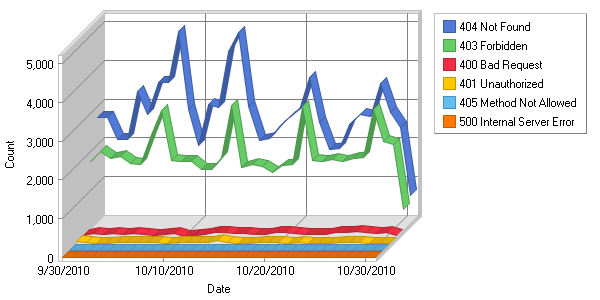 404 Not Found
403 Forbidden
400 Bad Request
401 Unauthorized
405 Method Not Allowed
500 Internal Server Error
5,000
4,000
3,000
2,000
1,000
0
Count
9/30/2010
10/10/2010
10/20/2010
10/30/2010
Date